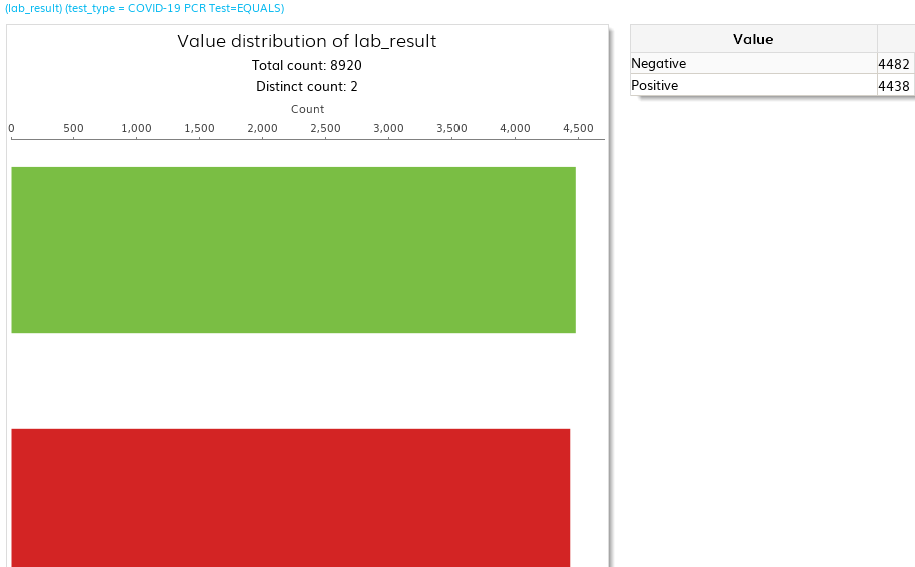 (lab_result) (test_type = COVID-19 PCR Test=EQUALS)
Value distribution of lab_result
Total count: 8920
Distinct count: 2
Count
0 500 1,000 1,500 2,000 2,500 3,000 3,500 4,000 4,500
Value
Negative 4482
Positive 4438